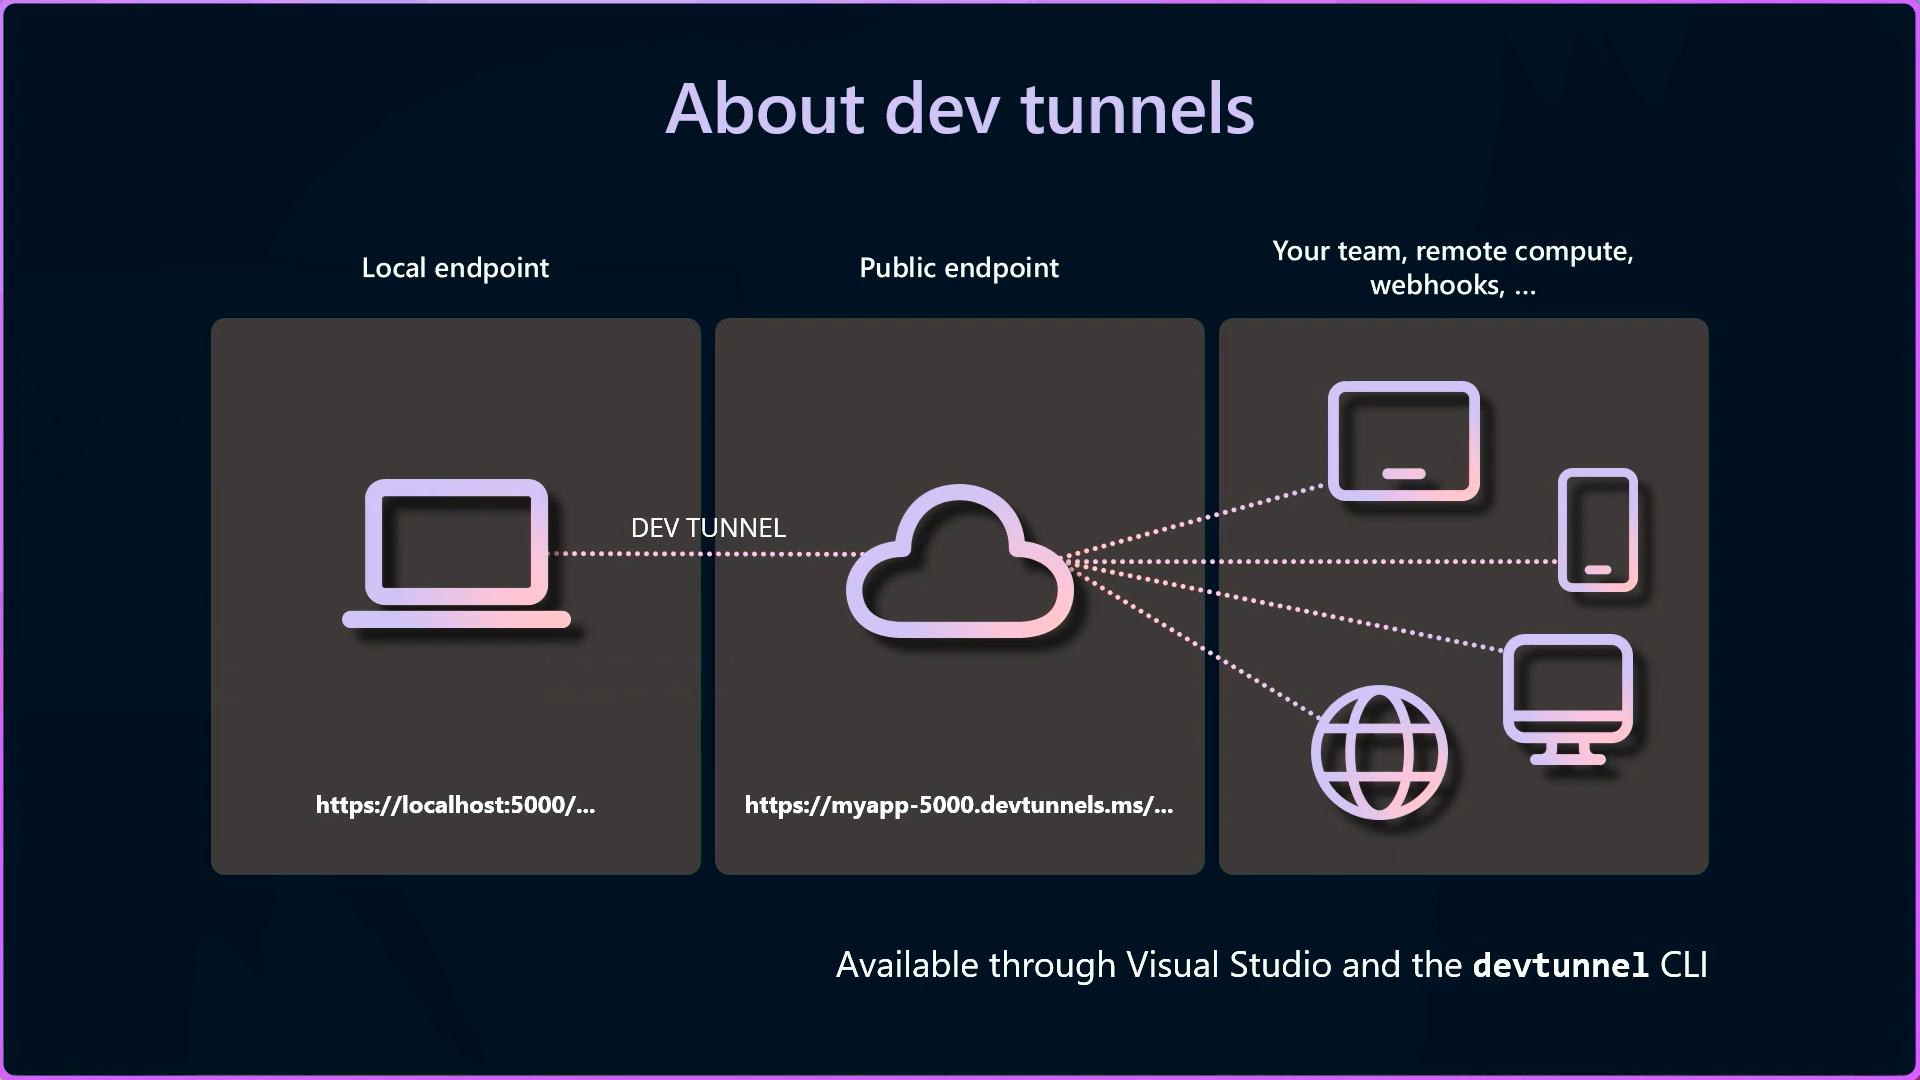 About dev tunnels
Local endpoint
Public endpoint
Your team, remote compute,
webhooks, ...
DEV TUNNEL
https://localhost:5000/...
https://myapp-5000.devtunnels.ms/...
Available through Visual Studio and the devtunnel CLI